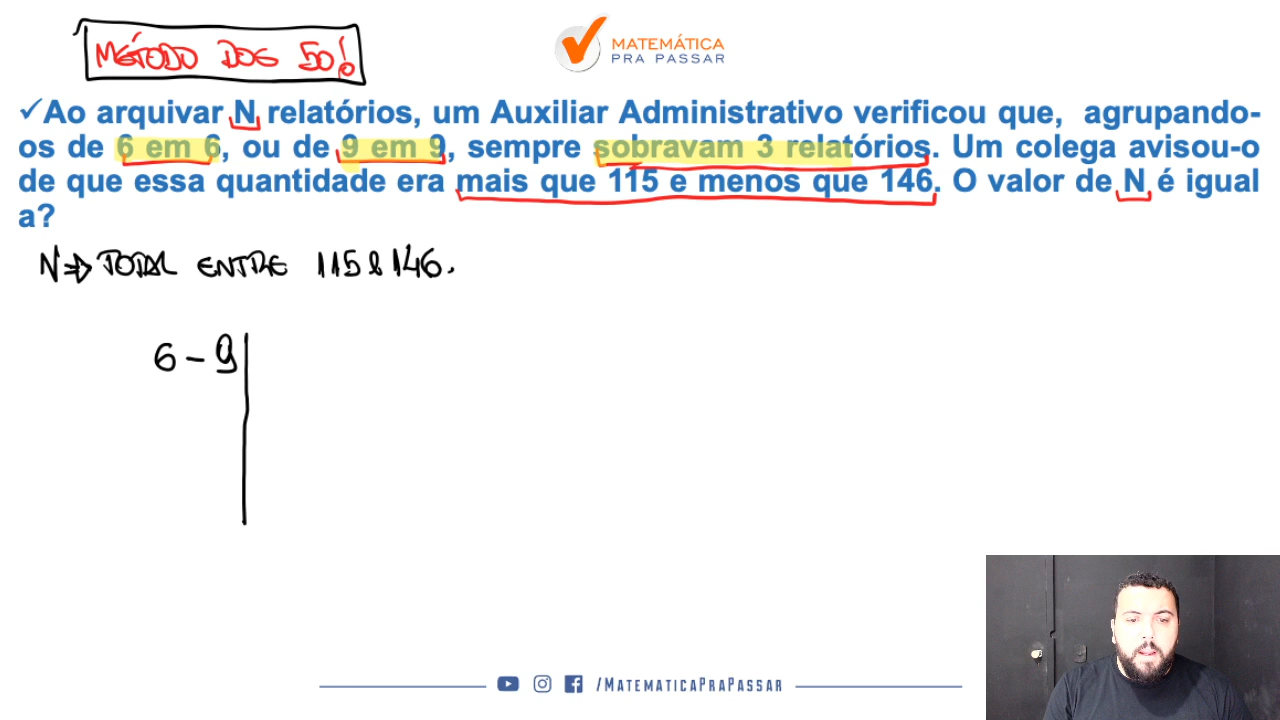 MÉTODO DOS 50!
MATEMÁTICA
PRA PASSAR
✓Ao arquivar N relatórios, um Auxiliar Administrativo verificou que, agrupando-
os de 6 em 6, ou de 9 em 9, sempre sobravam 3 relatórios. Um colega avisou-o
de que essa quantidade era mais que 115 e menos que 146. O valor de N é igual
a?
N ⇒ TOTAL ENTRE 115 & 146.
6 - 9
/MATEMATICAPRAPASSAR